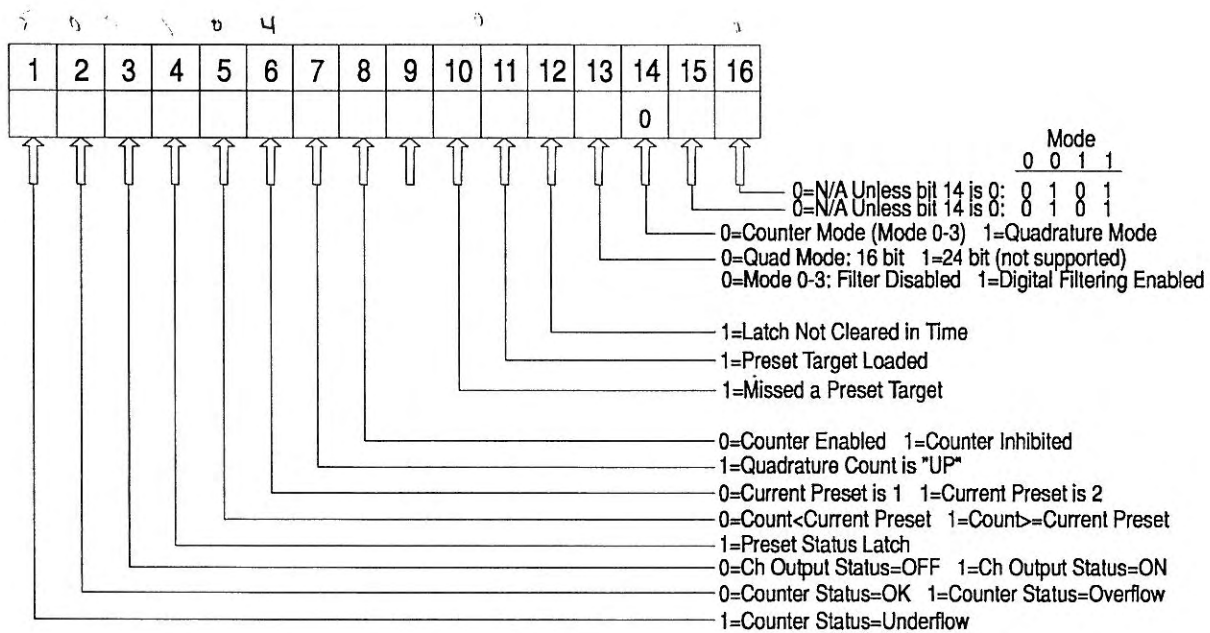 0 4
1 2 3 4 5 6 7 8 9 10 11 12 13 14 15 16
0
Mode
0 0 1 1
0=N/A Unless bit 14 is 0: 0 1 0 1
0=N/A Unless bit 14 is 0: 0 1 0 1
0=Counter Mode (Mode 0-3) 1=Quadrature Mode
0=Quad Mode: 16 bit 1=24 bit (not supported)
0=Mode 0-3: Filter Disabled 1=Digital Filtering Enabled
1=Latch Not Cleared in Time
1=Preset Target Loaded
1=Missed a Preset Target
0=Counter Enabled 1=Counter Inhibited
1=Quadrature Count is "UP"
0=Current Preset is 1 1=Current Preset is 2
0=Count<Current Preset 1=Count>=Current Preset
1=Preset Status Latch
0=Ch Output Status=OFF 1=Ch Output Status=ON
0=Counter Status=OK 1=Counter Status=Overflow
1=Counter Status=Underflow